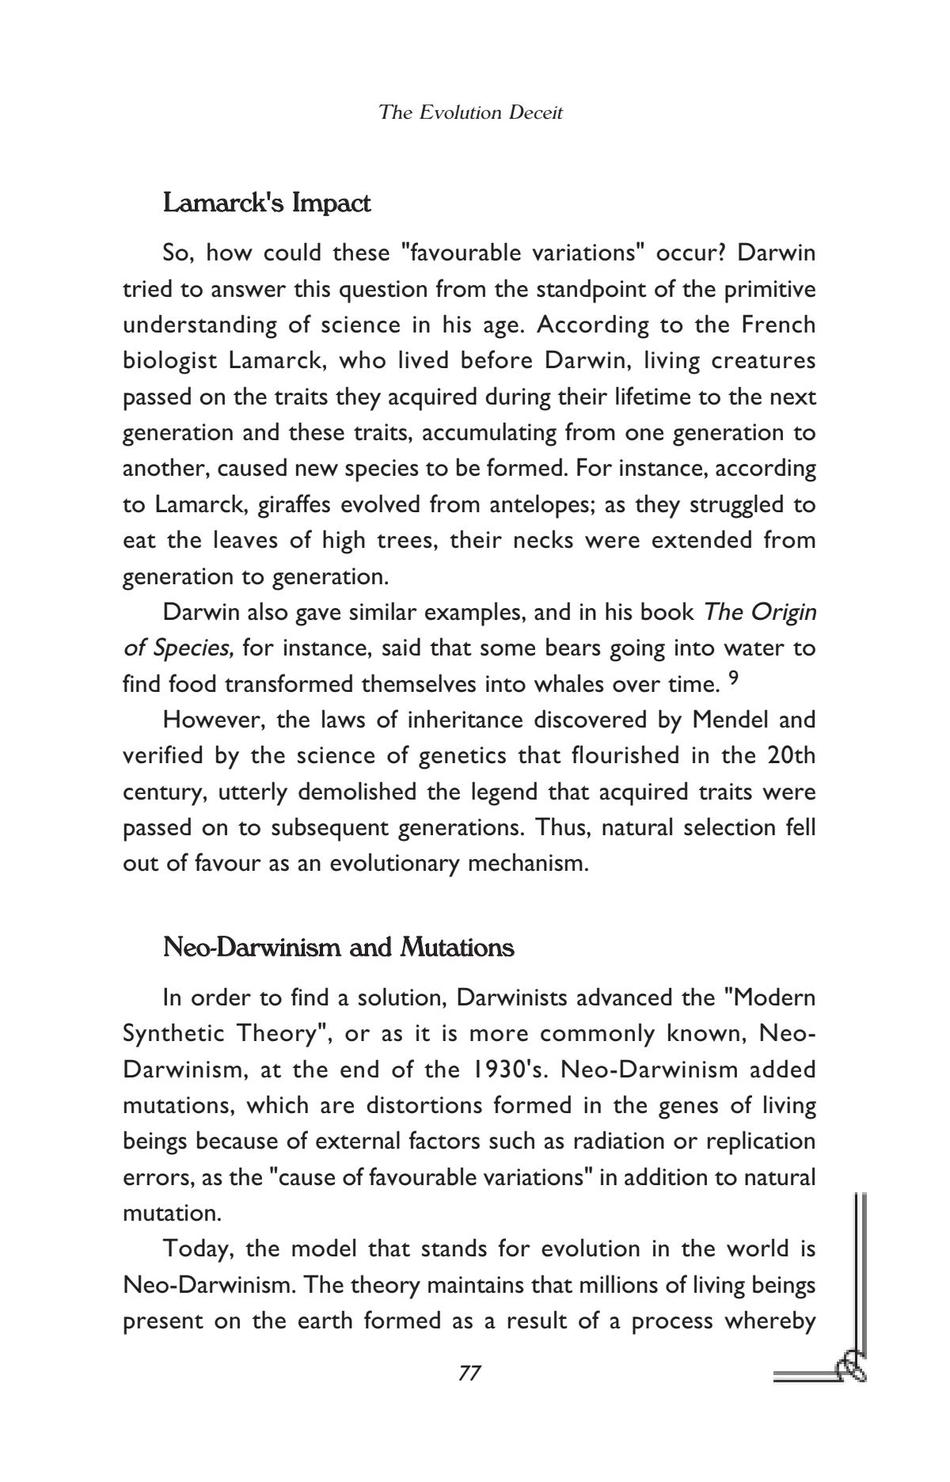 The Evolution Deceit
Lamarck's Impact
So, how could these "favourable variations" occur? Darwin
tried to answer this question from the standpoint of the primitive
understanding of science in his age. According to the French
biologist Lamarck, who lived before Darwin, living creatures
passed on the traits they acquired during their lifetime to the next
generation and these traits, accumulating from one generation to
another, caused new species to be formed. For instance, according
to Lamarck, giraffes evolved from antelopes; as they struggled to
eat the leaves of high trees, their necks were extended from
generation to generation.
Darwin also gave similar examples, and in his book The Origin
of Species, for instance, said that some bears going into water to
find food transformed themselves into whales over time. 9
However, the laws of inheritance discovered by Mendel and
verified by the science of genetics that flourished in the 20th
century, utterly demolished the legend that acquired traits were
passed on to subsequent generations. Thus, natural selection fell
out of favour as an evolutionary mechanism.
Neo-Darwinism and Mutations
In order to find a solution, Darwinists advanced the "Modern
Synthetic Theory", or as it is more commonly known, Neo-
Darwinism, at the end of the 1930's. Neo-Darwinism added
mutations, which are distortions formed in the genes of living
beings because of external factors such as radiation or replication
errors, as the "cause of favourable variations" in addition to natural
mutation.
Today, the model that stands for evolution in the world is
Neo-Darwinism. The theory maintains that millions of living beings
present on the earth formed as a result of a process whereby
77